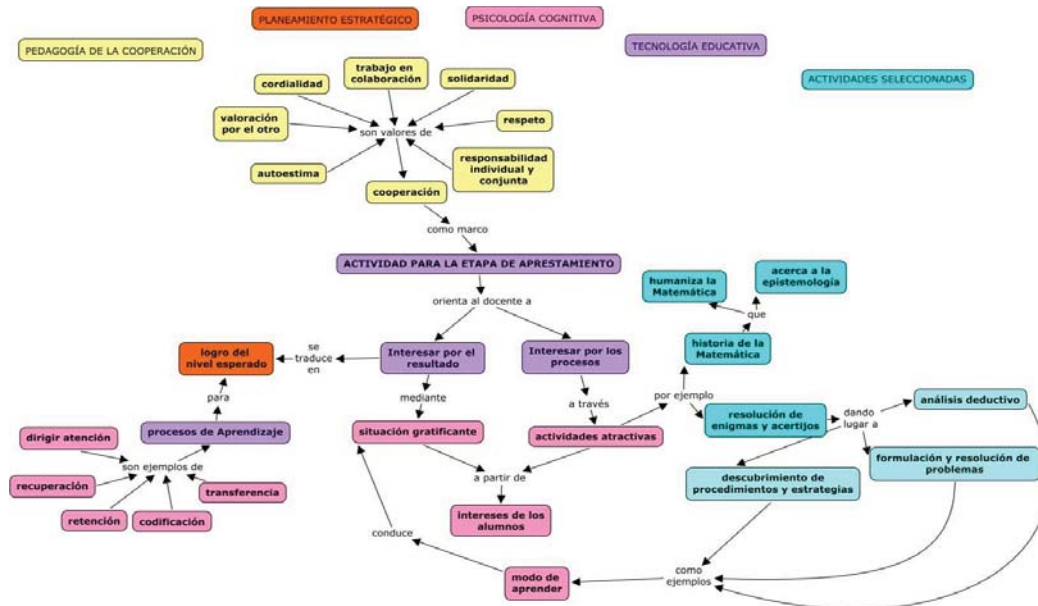 PLANEAMIENTO ESTRATÉGICO
PSICOLOGÍA COGNITIVA
PEDAGOGÍA DE LA COOPERACIÓN
TECNOLOGÍA EDUCATIVA
ACTIVIDADES SELECCIONADAS
trabajo en
colaboración
cordialidad
solidaridad
valoración
por el otro
son valores de
respeto
autoestima
responsabilidad
individual y
conjunta
cooperación
como marco
ACTIVIDAD PARA LA ETAPA DE APRESTAMIENTO
humaniza la
Matemática
acerca a la
epistemología
orienta al docente a
que
logro del
nivel esperado
se
traduce
en
Interesar por el
resultado
Interesar por los
procesos
historia de la
Matemática
para
mediante
a través
por ejemplo
procesos de Aprendizaje
situación gratificante
actividades atractivas
resolución de
enigmas y acertijos
dando
lugar a
análisis deductivo
dirigir atención
son ejemplos de
recuperación
transferencia
retención
codificación
a partir de
intereses de los
alumnos
descubrimiento de
procedimientos y estrategias
formulación y resolución de
problemas
conduce
modo de
aprender
como
ejemplos